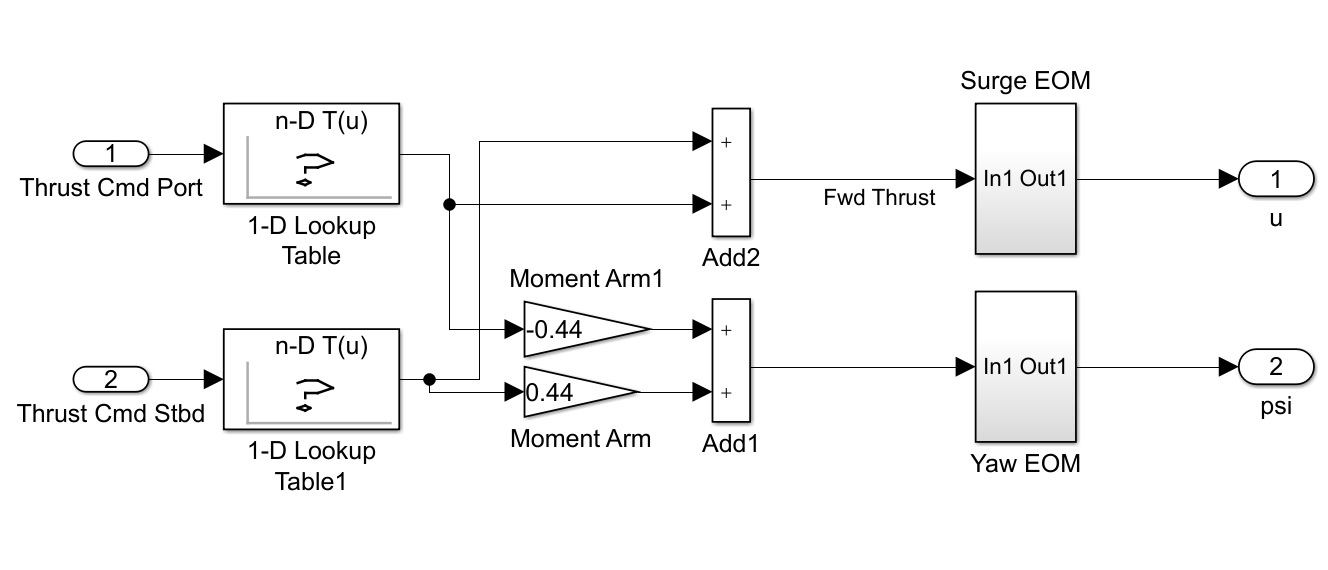 Surge EOM
n-D T(u)
1
Thrust Cmd Port
1-D Lookup
Table
+
+
Add2
Fwd Thrust
In1 Out1
1
u
Moment Arm1
-0.44
n-D T(u)
2
Thrust Cmd Stbd
1-D Lookup
Table1
0.44
Moment Arm
+
+
Add1
In1 Out1
Yaw EOM
2
psi